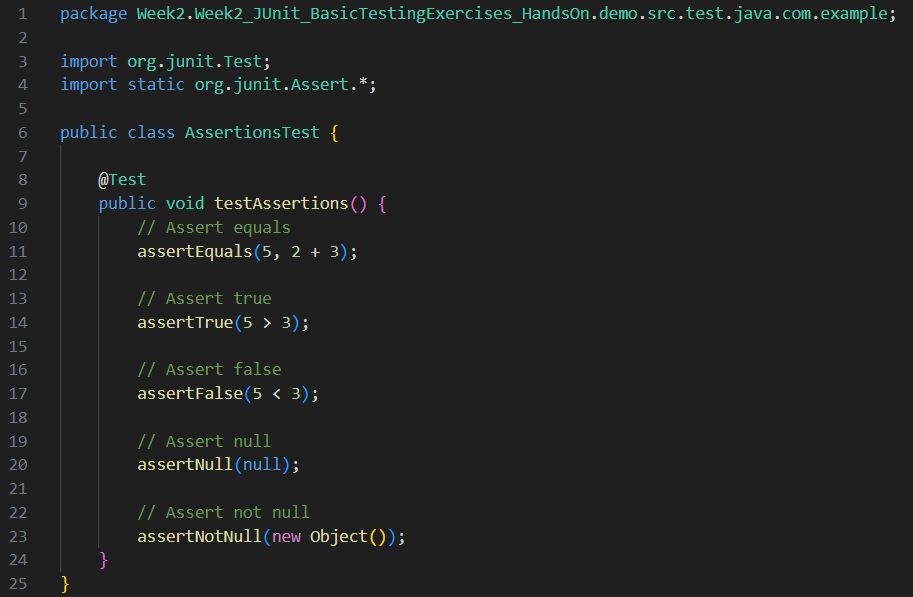 1 package Week2.Week2_JUnit_BasicTestingExercises_HandsOn.demo.src.test.java.com.example;
2
3 import org.junit.Test;
4 import static org.junit.Assert.*;
5
6 public class AssertionsTest {
7
8 @Test
9 public void testAssertions() {
10 // Assert equals
11 assertEquals(5, 2 + 3);
12
13 // Assert true
14 assertTrue(5 > 3);
15
16 // Assert false
17 assertFalse(5 < 3);
18
19 // Assert null
20 assertNull(null);
21
22 // Assert not null
23 assertNotNull(new Object());
24 }
25 }